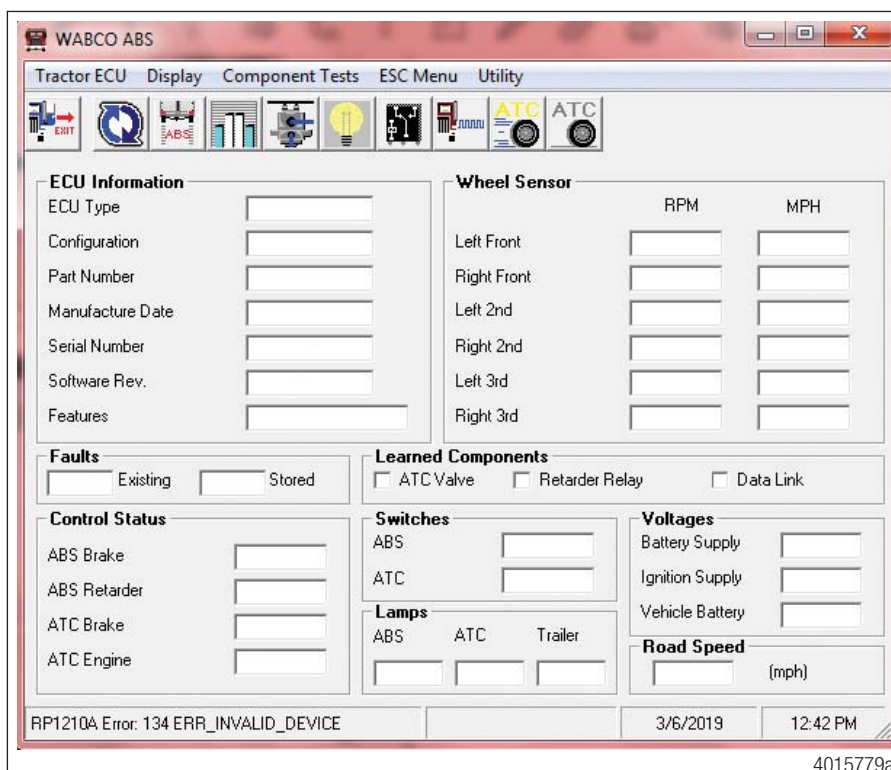 WABCO ABS
Tractor ECU Display Component Tests ESC Menu Utility
EXIT ABS ATC ATC
ECU Information
ECU Type
Configuration
Part Number
Manufacture Date
Serial Number
Software Rev.
Features
Wheel Sensor
RPM MPH
Left Front
Right Front
Left 2nd
Right 2nd
Left 3rd
Right 3rd
Faults
Existing Stored
Learned Components
ATC Valve Retarder Relay Data Link
Control Status
ABS Brake
ABS Retarder
ATC Brake
ATC Engine
Switches
ABS
ATC
Lamps
ABS ATC Trailer
Voltages
Battery Supply
Ignition Supply
Vehicle Battery
Road Speed
(mph)
RP1210A Error: 134 ERR_INVALID_DEVICE 3/6/2019 12:42 PM
4015779a